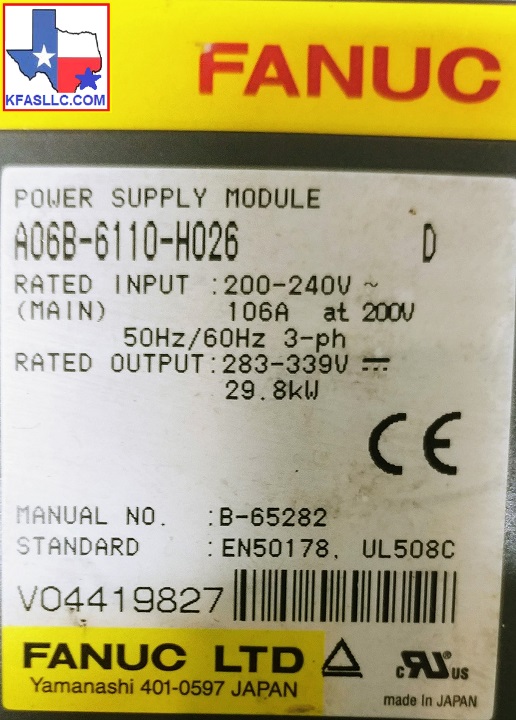 KFASLLC.COM
FANUC
POWER SUPPLY MODULE
A06B-6110-H026 D
RATED INPUT :200-240V ~
(MAIN) 106A at 200V
50Hz/60Hz 3-ph
RATED OUTPUT:283-339V ⎓
29.8kW
CE
MANUAL NO. :B-65282
STANDARD :EN50178, UL508C
V04419827
FANUC LTD
Yamanashi 401-0597 JAPAN
c RU US
made in JAPAN